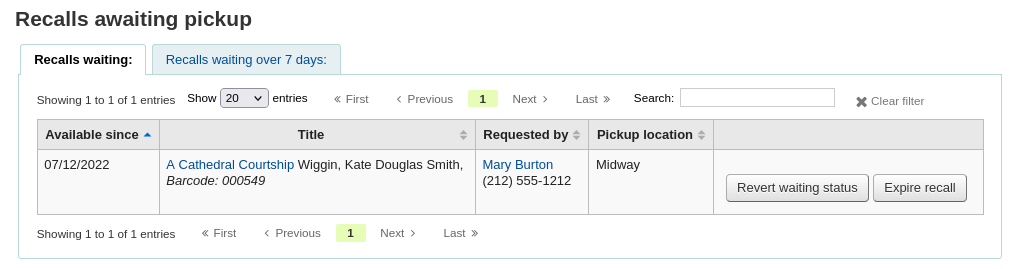 Recalls awaiting pickup
Recalls waiting: Recalls waiting over 7 days:
Showing 1 to 1 of 1 entries Show 20 entries « First ‹ Previous 1 Next › Last » Search: ✖ Clear filter
Available since Title Requested by Pickup location
07/12/2022 A Cathedral Courtship Wiggin, Kate Douglas Smith, Mary Burton Midway
Barcode: 000549 (212) 555-1212
Revert waiting status Expire recall
Showing 1 to 1 of 1 entries « First ‹ Previous 1 Next › Last »